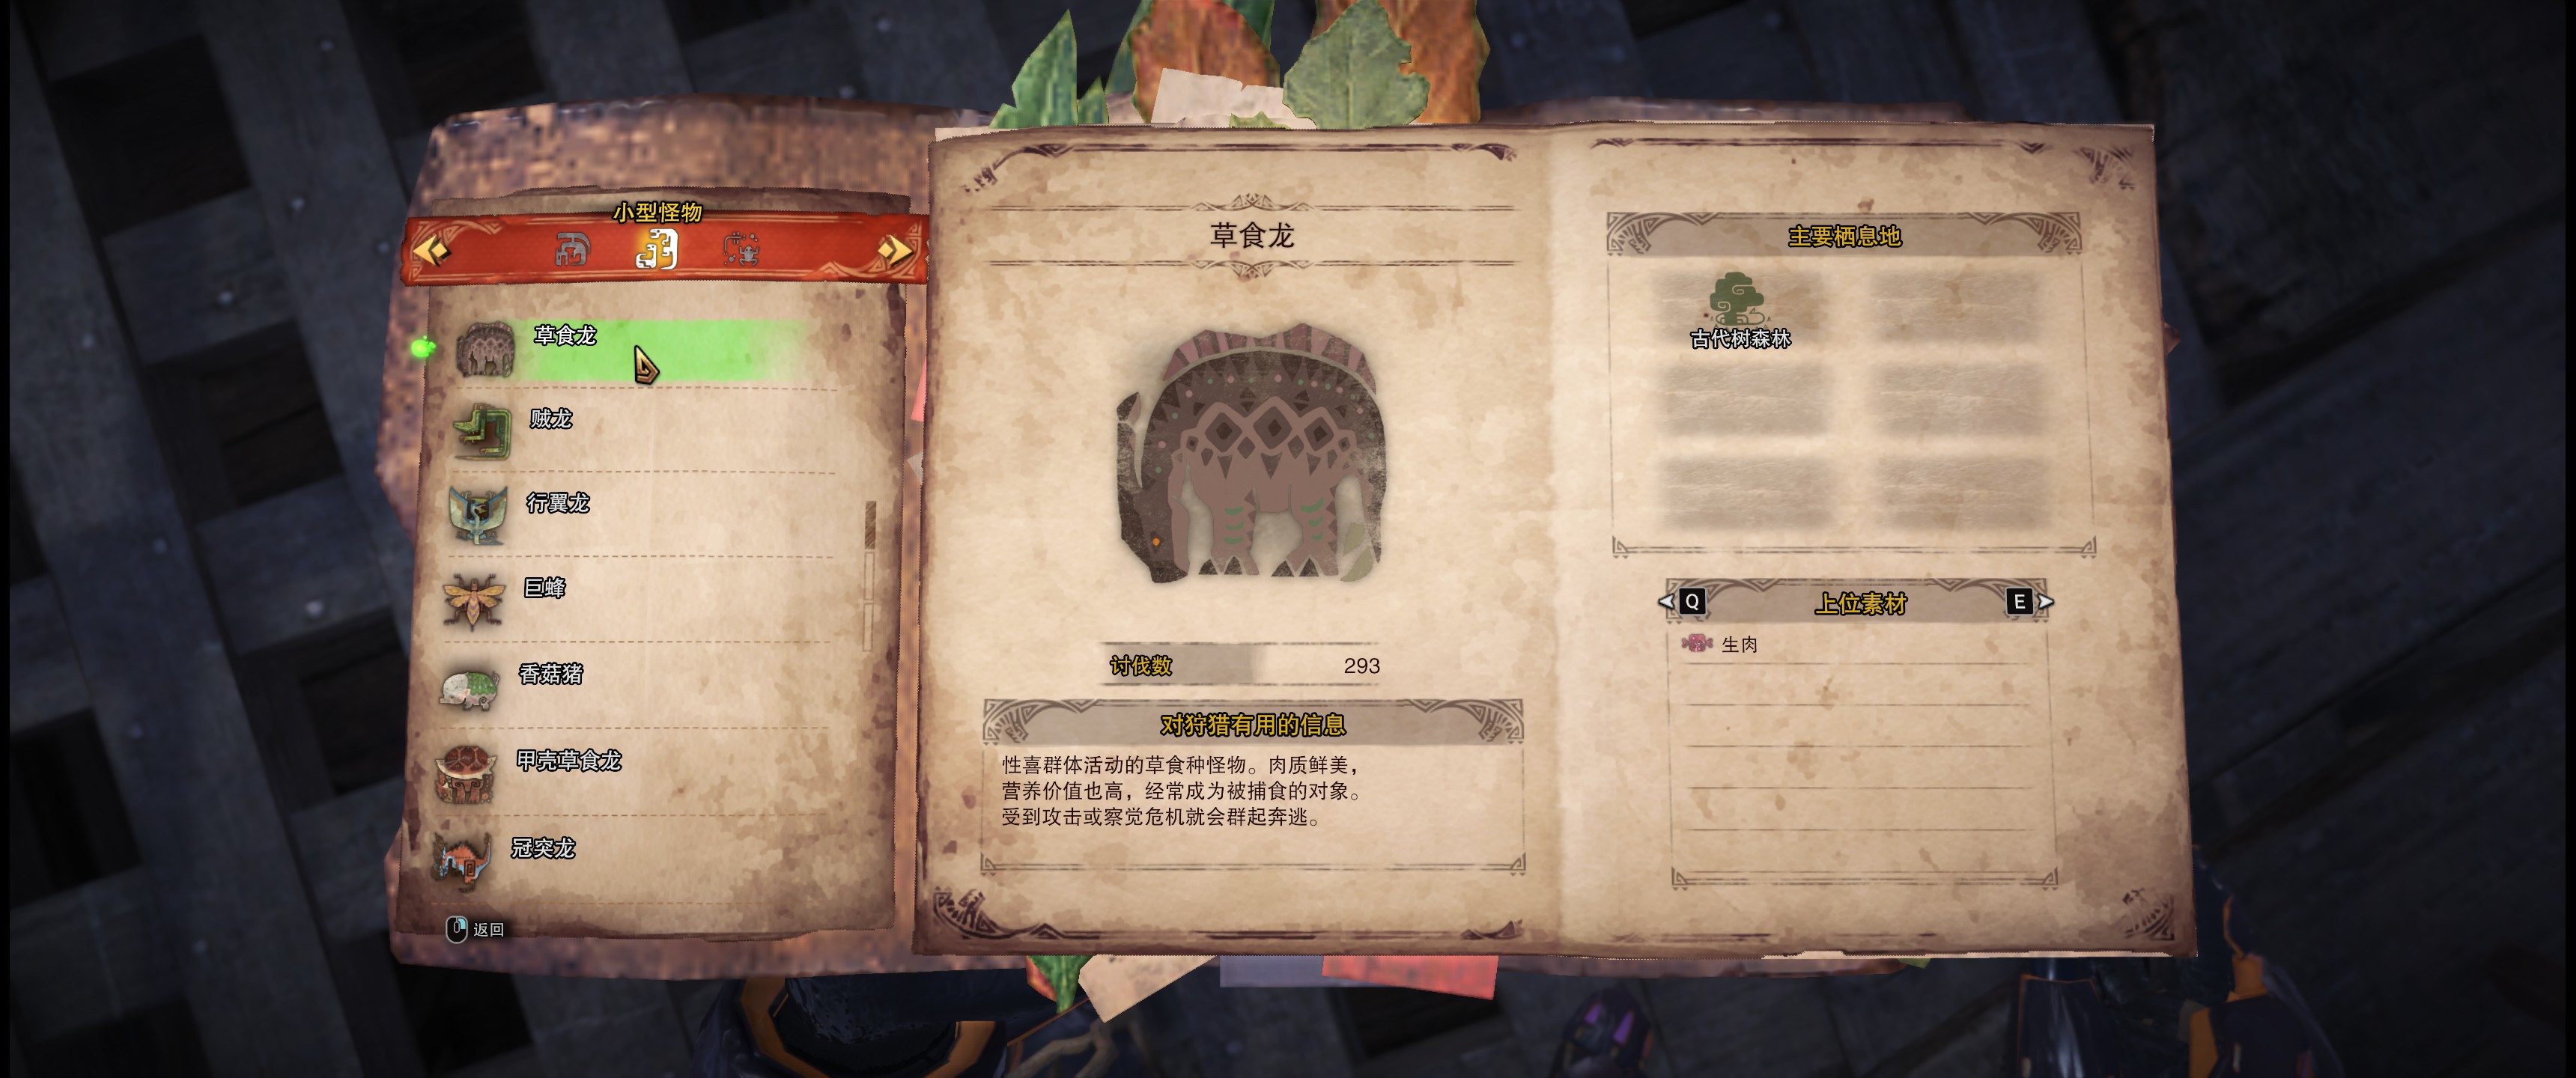 小型怪物
草食龙
贼龙
行翼龙
巨蜂
香菇猪
甲壳草食龙
冠突龙
返回
草食龙
讨伐数 293
对狩猎有用的信息
性喜群体活动的草食种怪物。肉质鲜美，
营养价值也高，经常成为被捕食的对象。
受到攻击或察觉危机就会群起奔逃。
主要栖息地
古代树森林
Q 上位素材 E
生肉